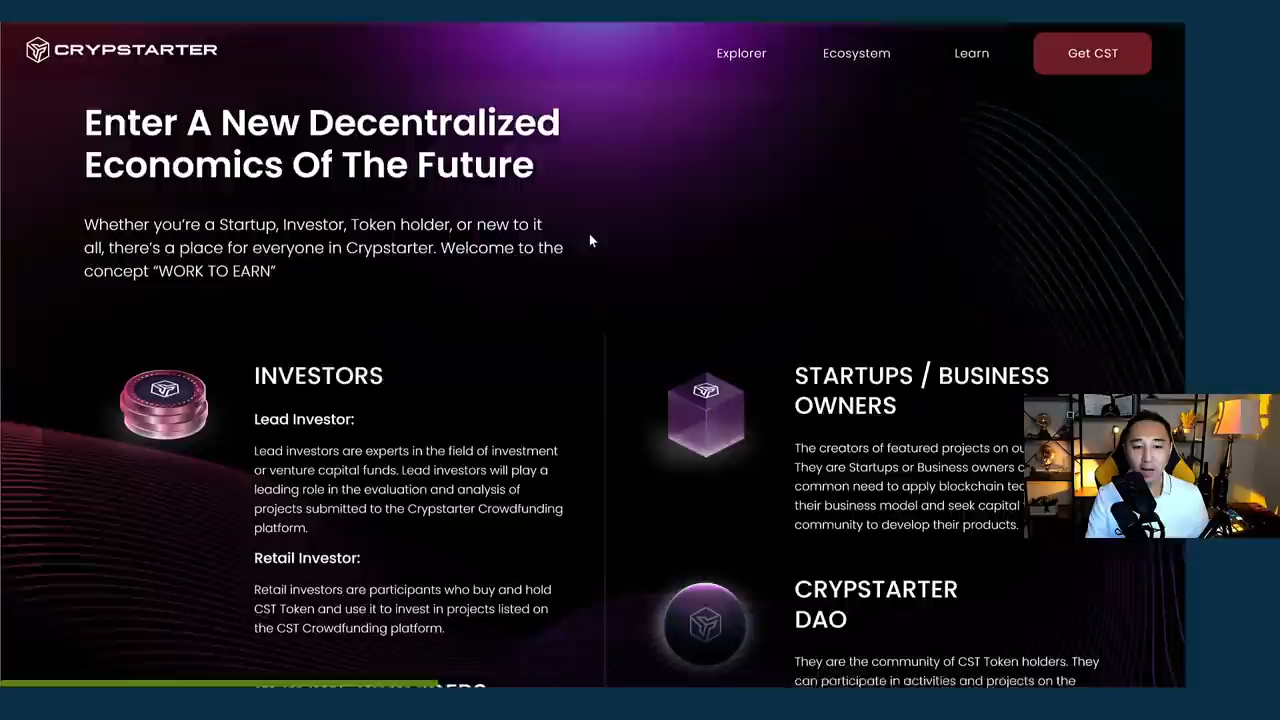 CRYPSTARTER
Explorer
Ecosystem
Learn
Get CST
Enter A New Decentralized
Economics Of The Future
Whether you're a Startup, Investor, Token holder, or new to it
all, there's a place for everyone in Crypstarter. Welcome to the
concept “WORK TO EARN”
INVESTORS
Lead Investor:
Lead investors are experts in the field of investment
or venture capital funds. Lead investors will play a
leading role in the evaluation and analysis of
projects submitted to the Crypstarter Crowdfunding
platform.
Retail Investor:
Retail investors are participants who buy and hold
CST Token and use it to invest in projects listed on
the CST Crowdfunding platform.
STARTUPS / BUSINESS
OWNERS
The creators of featured projects on
They are Startups or Business owners
common need to apply blockchain
their business model and seek capital
community to develop their products.
CRYPSTARTER
DAO
They are the community of CST Token holders. They
can participate in activities and projects on the